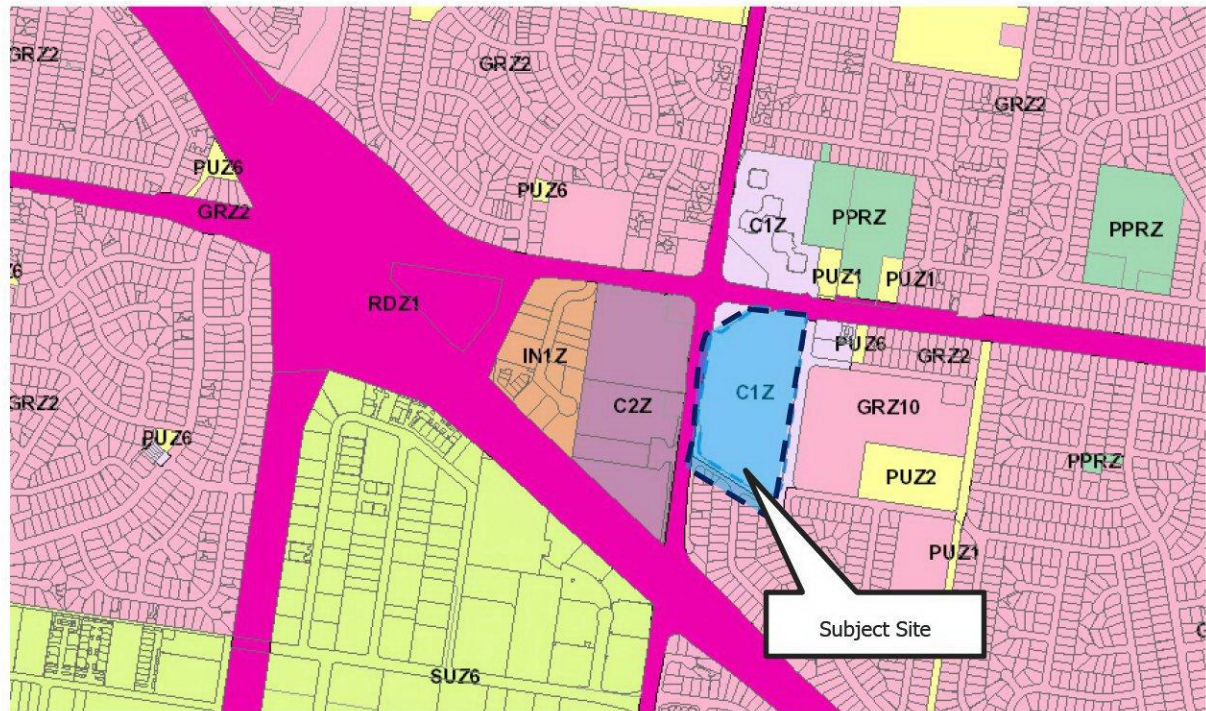 GRZ2
GRZ2
GRZ2
PUZ6
PUZ6
GRZ2
C1Z
PPRZ
PPRZ
PUZ1
PUZ1
RDZ1
IN1Z
C2Z
C1Z
PUZ6
GRZ2
GRZ10
GRZ2
PUZ6
PUZ2
PPRZ
PUZ1
Subject Site
SUZ6